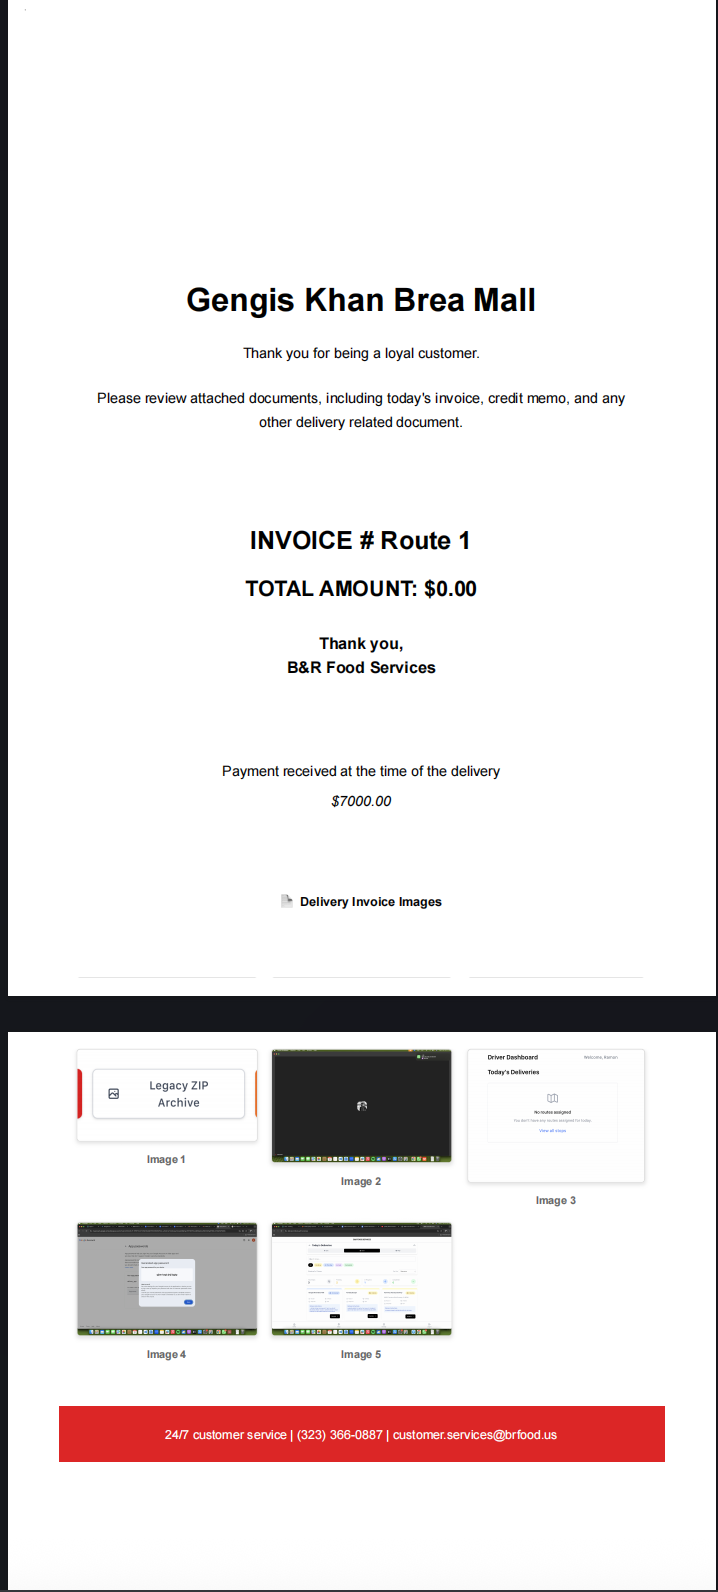 Gengis Khan Brea Mall
Thank you for being a loyal customer.
Please review attached documents, including today's invoice, credit memo, and any
other delivery related document.
INVOICE # Route 1
TOTAL AMOUNT: $0.00
Thank you,
B&R Food Services
Payment received at the time of the delivery
$7000.00
Delivery Invoice Images
Legacy ZIP
Archive
Image 1
Image 2
Driver Dashboard
Welcome, Raman
Today's Deliveries
No routes assigned
You don't have any routes assigned for today.
View all routes
Image 3
Image 4
Image 5
24/7 customer service | (323) 366-0887 | customer.services@brfood.us